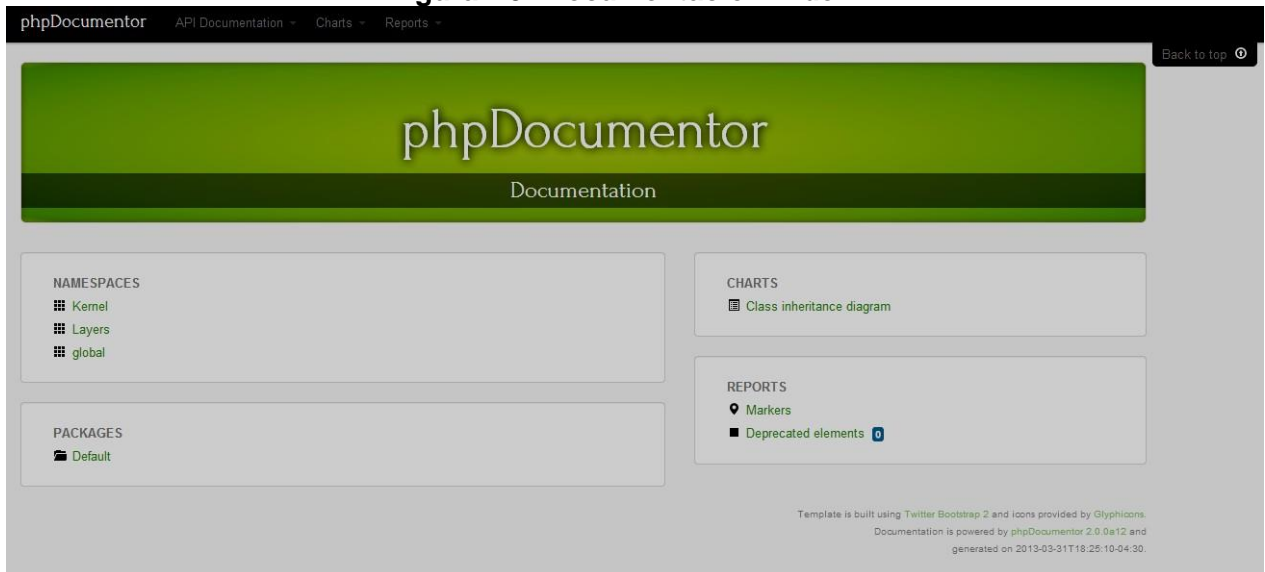 phpDocumentor API Documentation Charts Reports
Back to top
phpDocumentor
Documentation
NAMESPACES
Kernel
Layers
global
PACKAGES
Default
CHARTS
Class inheritance diagram
REPORTS
Markers
Deprecated elements 0
Template is built using Twitter Bootstrap 2 and icons provided by Glyphicons.
Documentation is powered by phpDocumentor 2.0.0a12 and
generated on 2013-03-31T18:25:10-04:30.